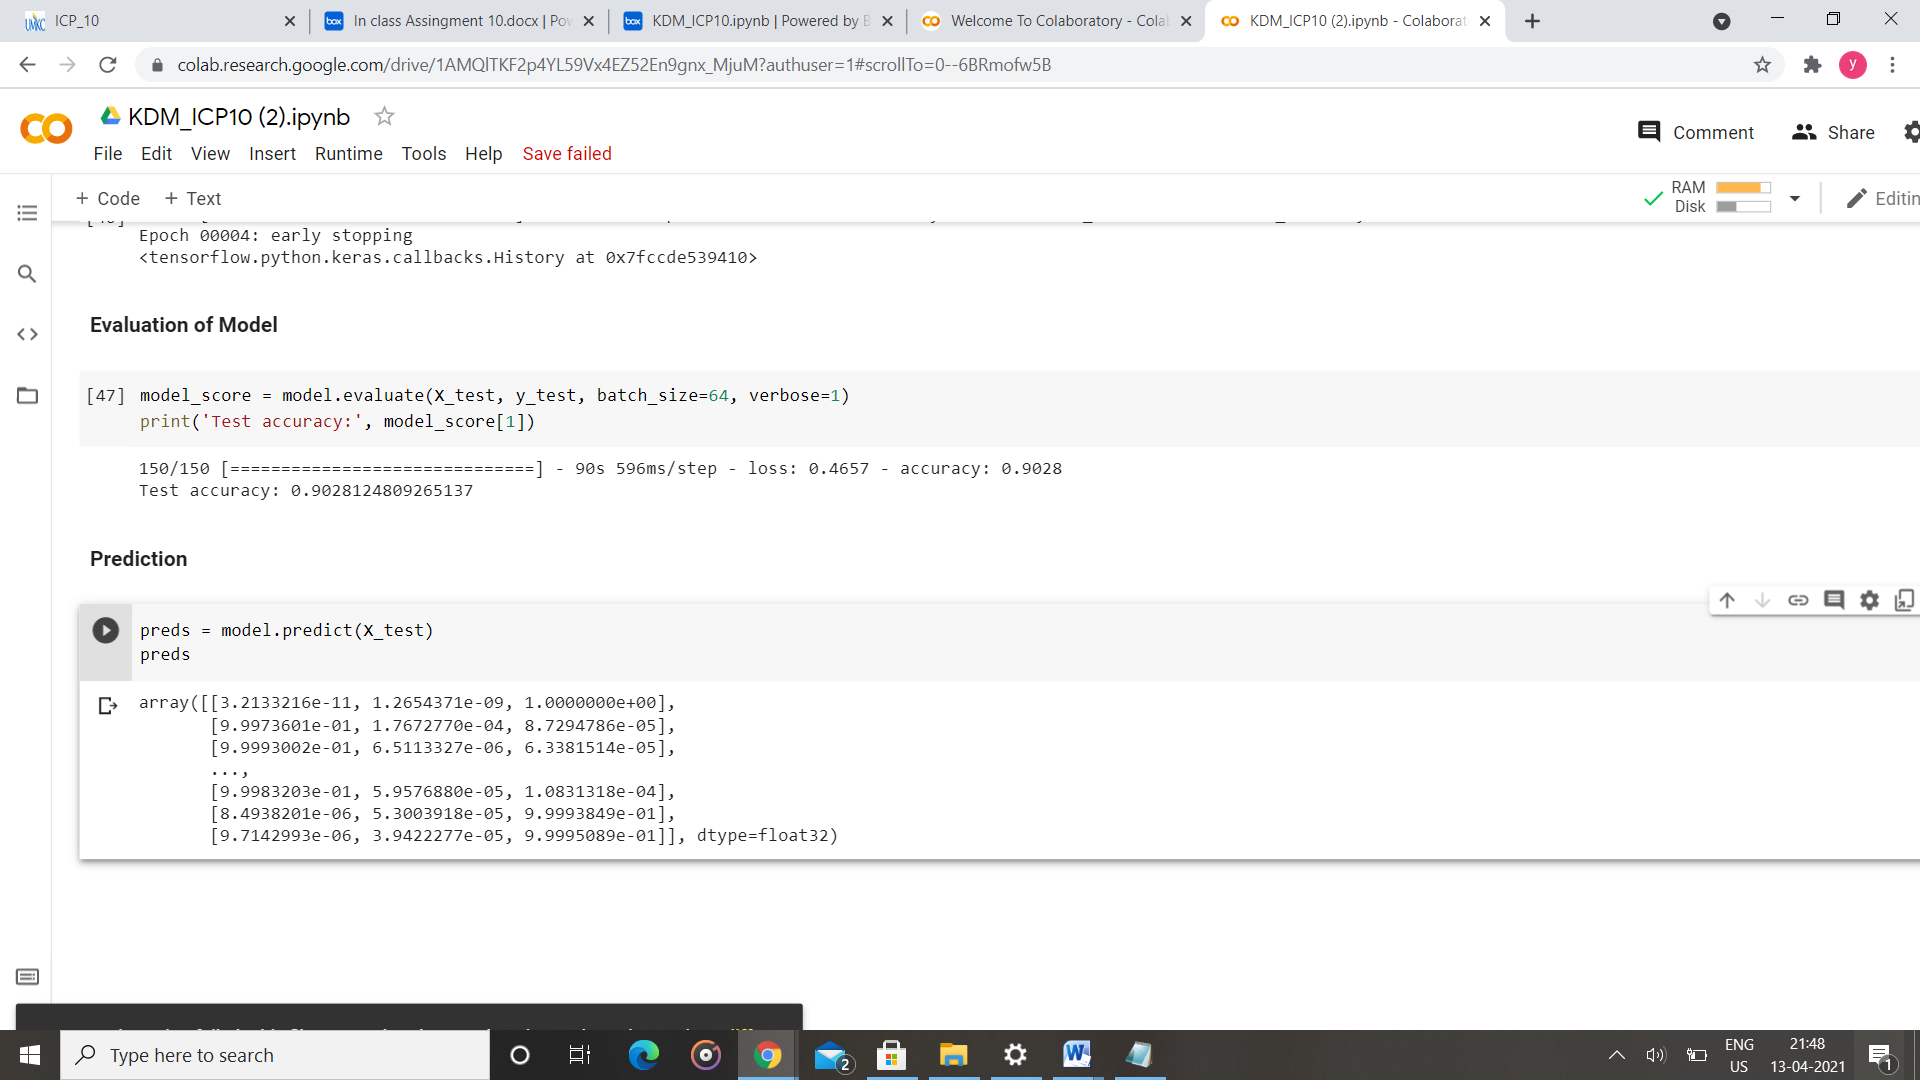 ICP_10
In class Assingment 10.docx | Pow
KDM_ICP10.ipynb | Powered by B
Welcome To Colaboratory - Colab
KDM_ICP10 (2).ipynb - Colaborat
colab.research.google.com/drive/1AMQlTKF2p4YL59Vx4EZ52En9gnx_MjuM?authuser=1#scrollTo=0--6BRmofw5B
y
KDM_ICP10 (2).ipynb
Comment
Share
File Edit View Insert Runtime Tools Help Save failed
+ Code + Text
RAM
Disk
Editin
Epoch 00004: early stopping
<tensorflow.python.keras.callbacks.History at 0x7fccde539410>
Evaluation of Model
[47] model_score = model.evaluate(X_test, y_test, batch_size=64, verbose=1)
print('Test accuracy:', model_score[1])
150/150 [==============================] - 90s 596ms/step - loss: 0.4657 - accuracy: 0.9028
Test accuracy: 0.9028124809265137
Prediction
preds = model.predict(X_test)
preds
array([[3.2133216e-11, 1.2654371e-09, 1.0000000e+00],
[9.9973601e-01, 1.7672770e-04, 8.7294786e-05],
[9.9993002e-01, 6.5113327e-06, 6.3381514e-05],
...,
[9.9983203e-01, 5.9576880e-05, 1.0831318e-04],
[8.4938201e-06, 5.3003918e-05, 9.9993849e-01],
[9.7142993e-06, 3.9422277e-05, 9.9995089e-01]], dtype=float32)
Type here to search
2
ENG
US
21:48
13-04-2021
1